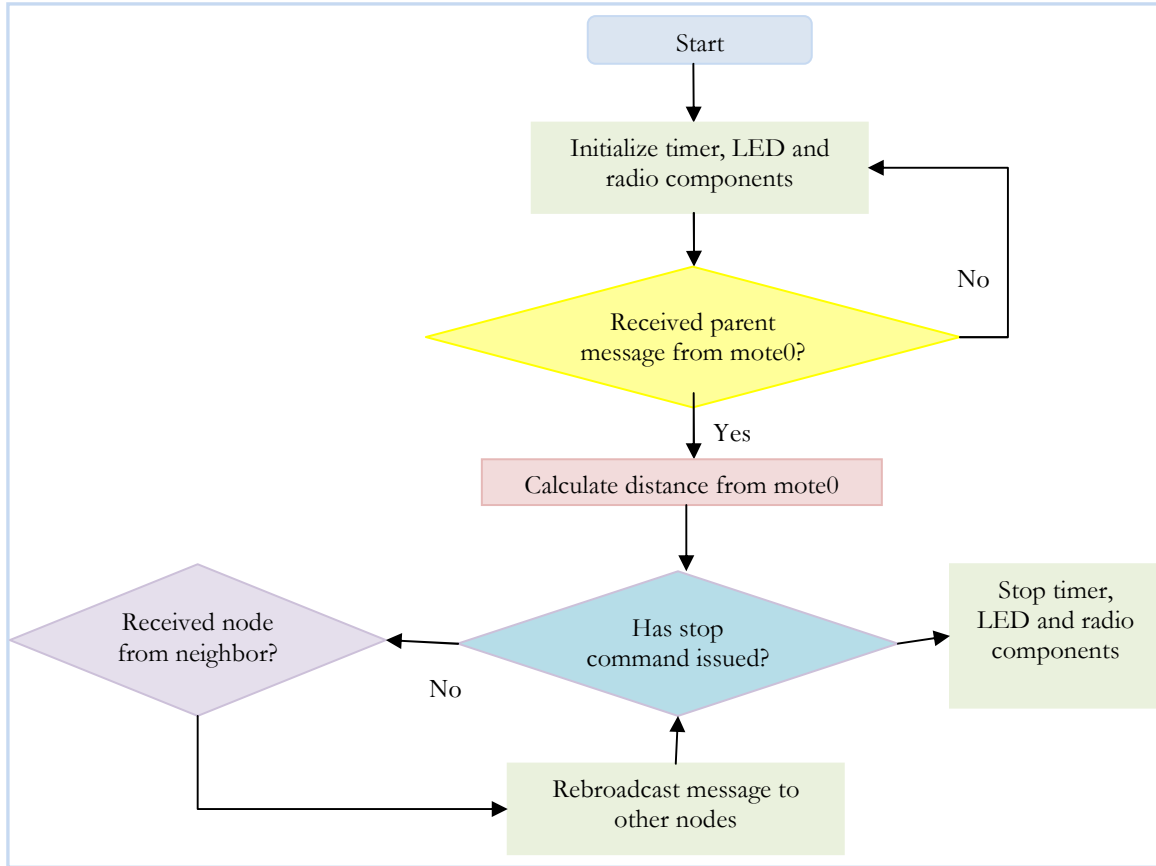 Start
Initialize timer, LED and
radio components
No
Received parent
message from mote0?
Yes
Calculate distance from mote0
Received node
from neighbor?
Has stop
command issued?
Stop timer,
LED and radio
components
No
Rebroadcast message to
other nodes